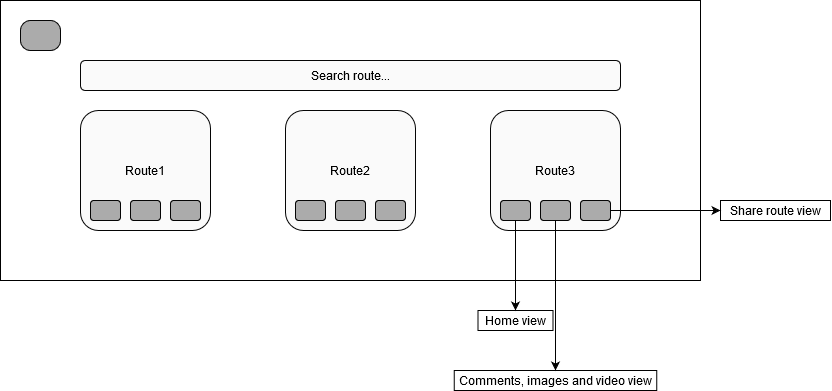 Search route...
Route1
Route2
Route3
Share route view
Home view
Comments, images and video view